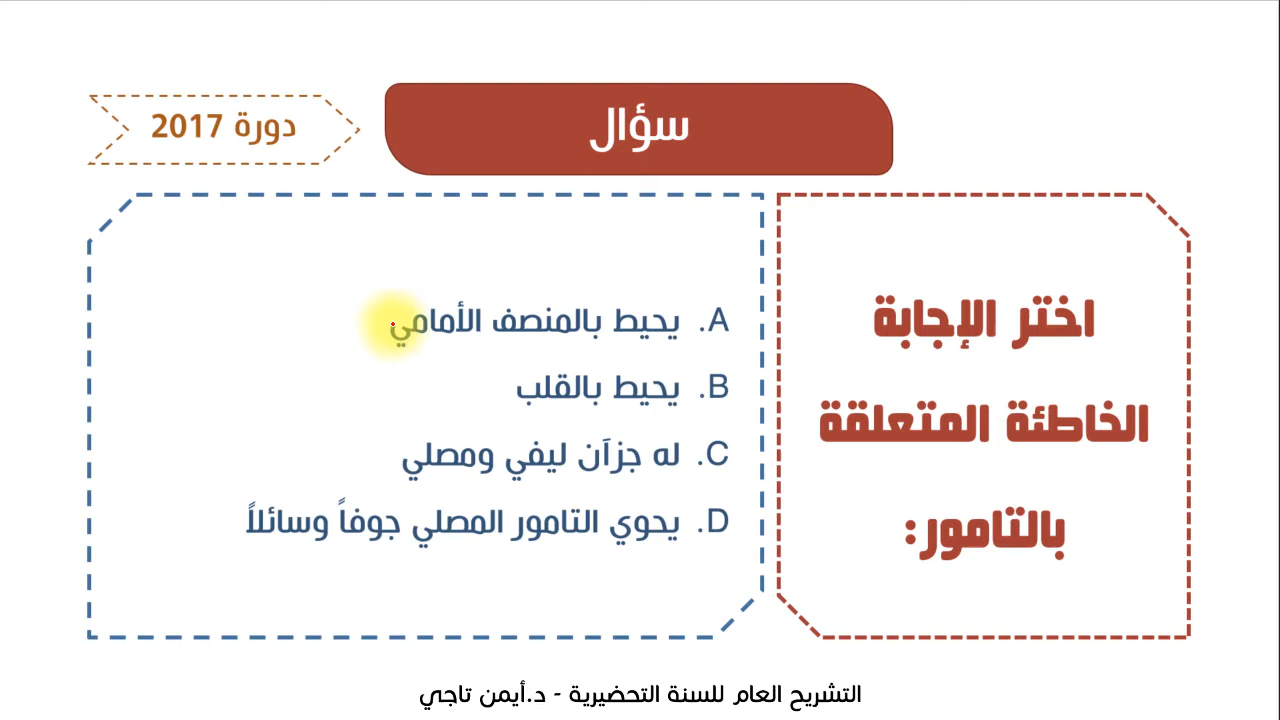 سؤال
دورة 2017
اختر الإجابة
الخاطئة المتعلقة
بالتامور:
A. يحيط بالمنصف الأمامي
B. يحيط بالقلب
C. له جزآن ليفي ومصلي
D. يحوي التامور المصلي جوفاً وسائلاً
التشريح العام للسنة التحضيرية - د.أيمن تاجي